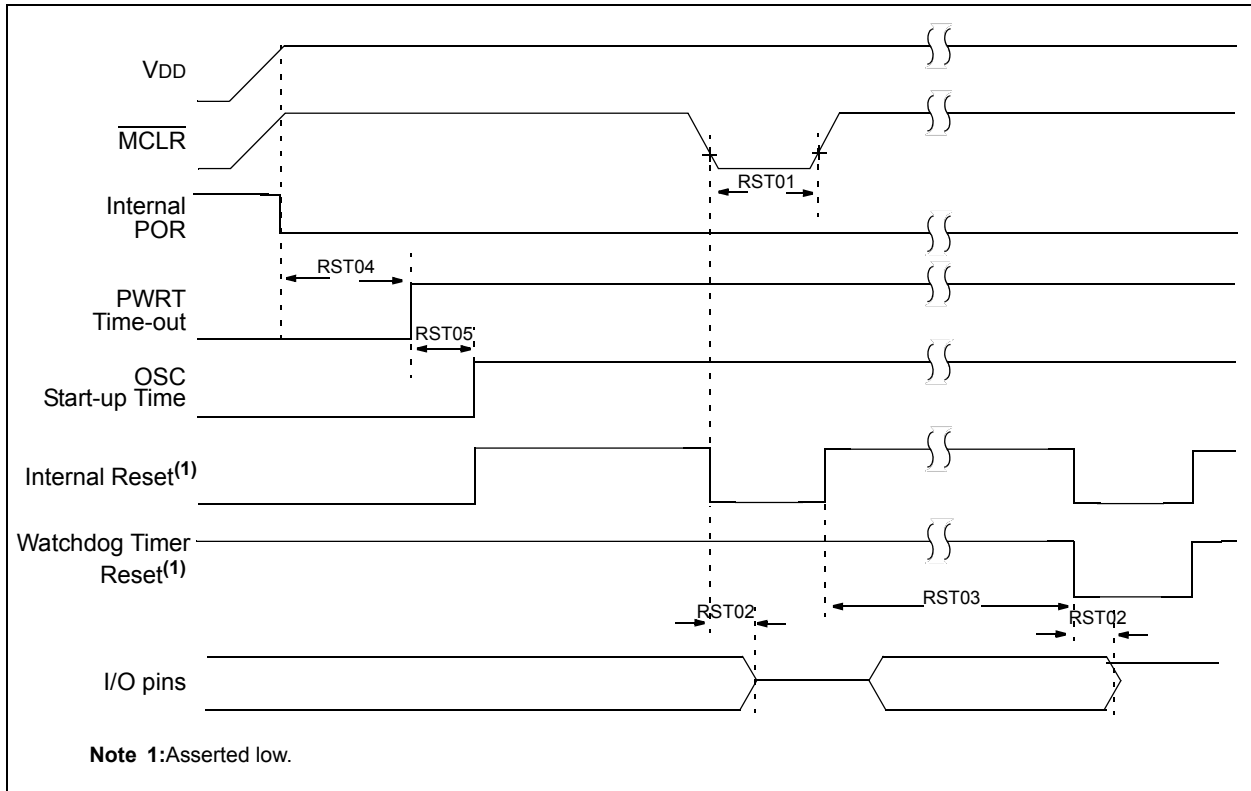 VDD
MCLR
RST01
Internal
POR
RST04
PWRT
Time-out
RST05
OSC
Start-up Time
Internal Reset(1)
Watchdog Timer
Reset(1)
RST03
RST02
RST02
I/O pins
Note 1:Asserted low.